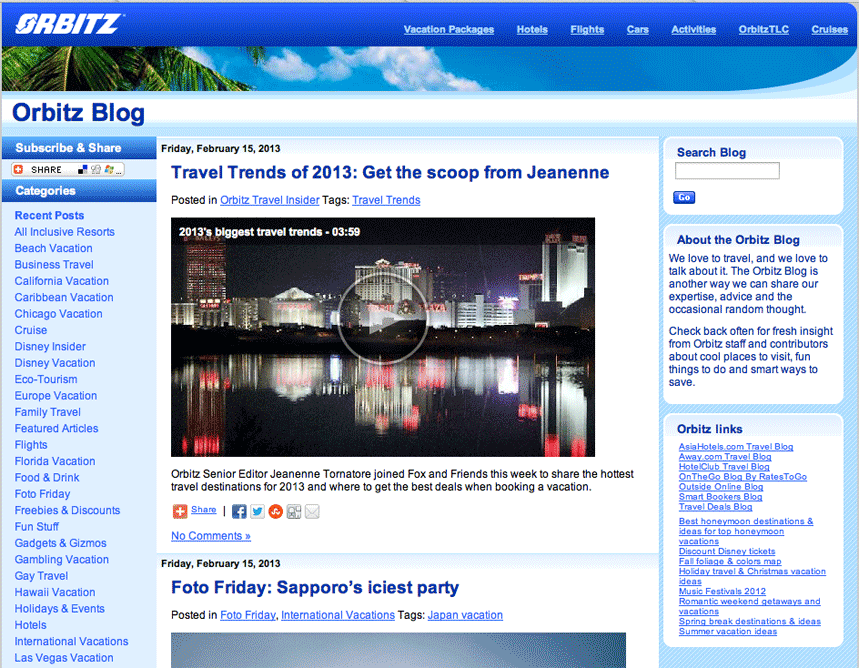 ORBITZ
Vacation Packages Hotels Flights Cars Activities OrbitzTLC Cruises
Orbitz Blog
Subscribe & Share
SHARE
Categories
Recent Posts
All Inclusive Resorts
Beach Vacation
Business Travel
California Vacation
Caribbean Vacation
Chicago Vacation
Cruise
Disney Insider
Disney Vacation
Eco-Tourism
Europe Vacation
Family Travel
Featured Articles
Flights
Florida Vacation
Food & Drink
Foto Friday
Freebies & Discounts
Fun Stuff
Gadgets & Gizmos
Gambling Vacation
Gay Travel
Hawaii Vacation
Holidays & Events
Hotels
International Vacations
Las Vegas Vacation
Friday, February 15, 2013
Travel Trends of 2013: Get the scoop from Jeanenne
Posted in Orbitz Travel Insider Tags: Travel Trends
2013's biggest travel trends - 03:59
Orbitz Senior Editor Jeanenne Tornatore joined Fox and Friends this week to share the hottest
travel destinations for 2013 and where to get the best deals when booking a vacation.
Share |
No Comments »
Friday, February 15, 2013
Foto Friday: Sapporo's iciest party
Posted in Foto Friday, International Vacations Tags: Japan vacation
Search Blog
Go
About the Orbitz Blog
We love to travel, and we love to
talk about it. The Orbitz Blog is
another way we can share our
expertise, advice and the
occasional random thought.
Check back often for fresh insight
from Orbitz staff and contributors
about cool places to visit, fun
things to do and smart ways to
save.
Orbitz links
AsiaHotels.com Travel Blog
Away.com Travel Blog
HotelClub Travel Blog
OnTheGo Blog By RatesToGo
Outside Online Blog
Smart Bookers Blog
Travel Deals Blog
Best honeymoon destinations &
ideas for top honeymoon
vacations
Discount Disney tickets
Fall foliage & colors map
Holiday travel & Christmas vacation
ideas
Music Festivals 2012
Romantic weekend getaways and
vacations
Spring break destinations & ideas
Summer vacation ideas